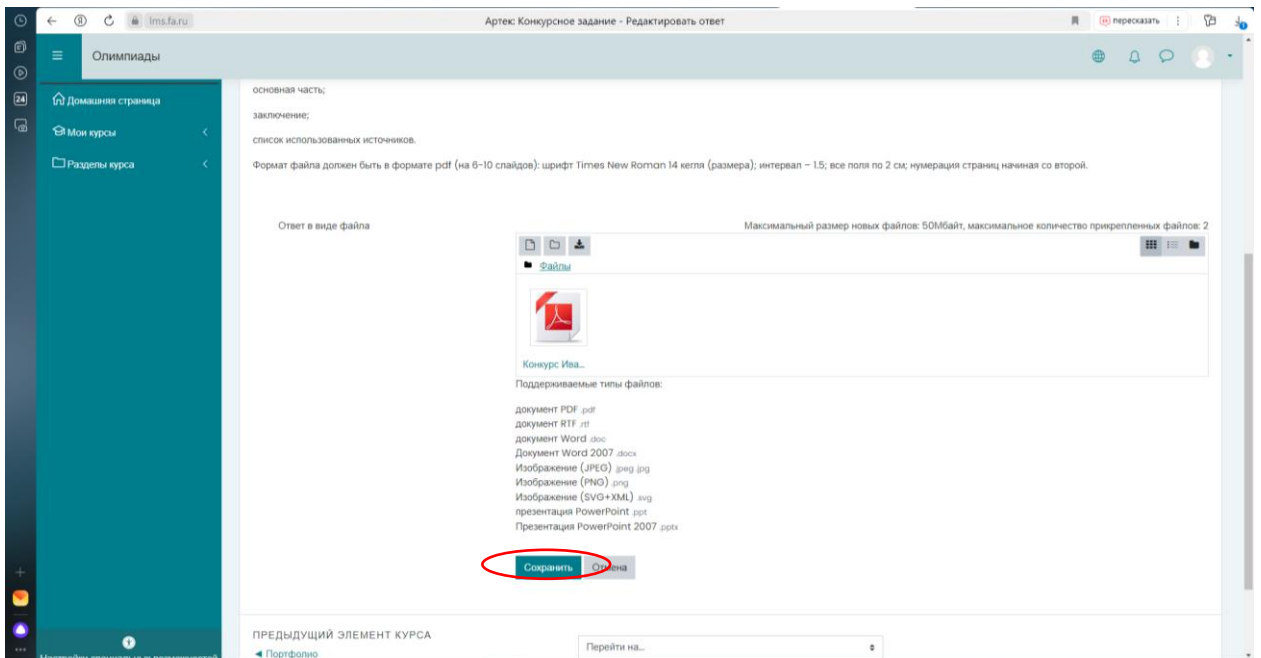 lms.fa.ru
Артек: Конкурсное задание - Редактировать ответ
пересказать
Олимпиады
24
Домашняя страница
Мои курсы
Разделы курса
основная часть;
заключение;
список использованных источников.
Формат файла должен быть в формате pdf (на 6-10 слайдов): шрифт Times New Roman 14 кегля (размера); интервал – 1.5; все поля по 2 см; нумерация страниц начиная со второй.
Ответ в виде файла
Максимальный размер новых файлов: 50Мбайт, максимальное количество прикрепленных файлов: 2
Файлы
Конкурс Ива...
Поддерживаемые типы файлов:
документ PDF .pdf
документ RTF .rtf
документ Word .doc
Документ Word 2007 .docx
Изображение (JPEG) .jpeg .jpg
Изображение (PNG) .png
Изображение (SVG+XML) .svg
презентация PowerPoint .ppt
Презентация PowerPoint 2007 .pptx
Сохранить
Отмена
ПРЕДЫДУЩИЙ ЭЛЕМЕНТ КУРСА
◄ Портфолио
Перейти на...